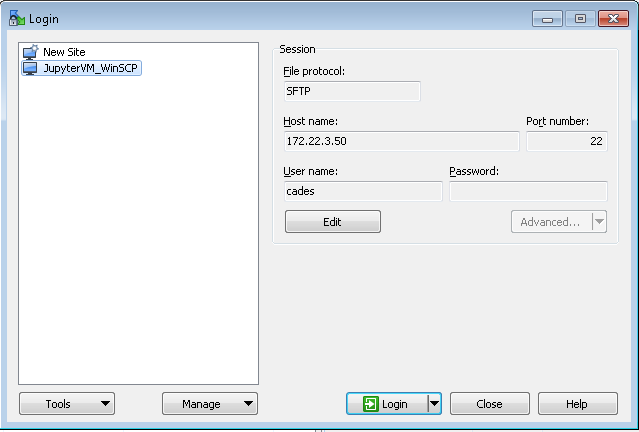 Login
New Site
JupyterVM_WinSCP
Session
File protocol:
SFTP
Host name: Port number:
172.22.3.50 22
User name: Password:
cades
Edit Advanced...
Tools Manage Login Close Help